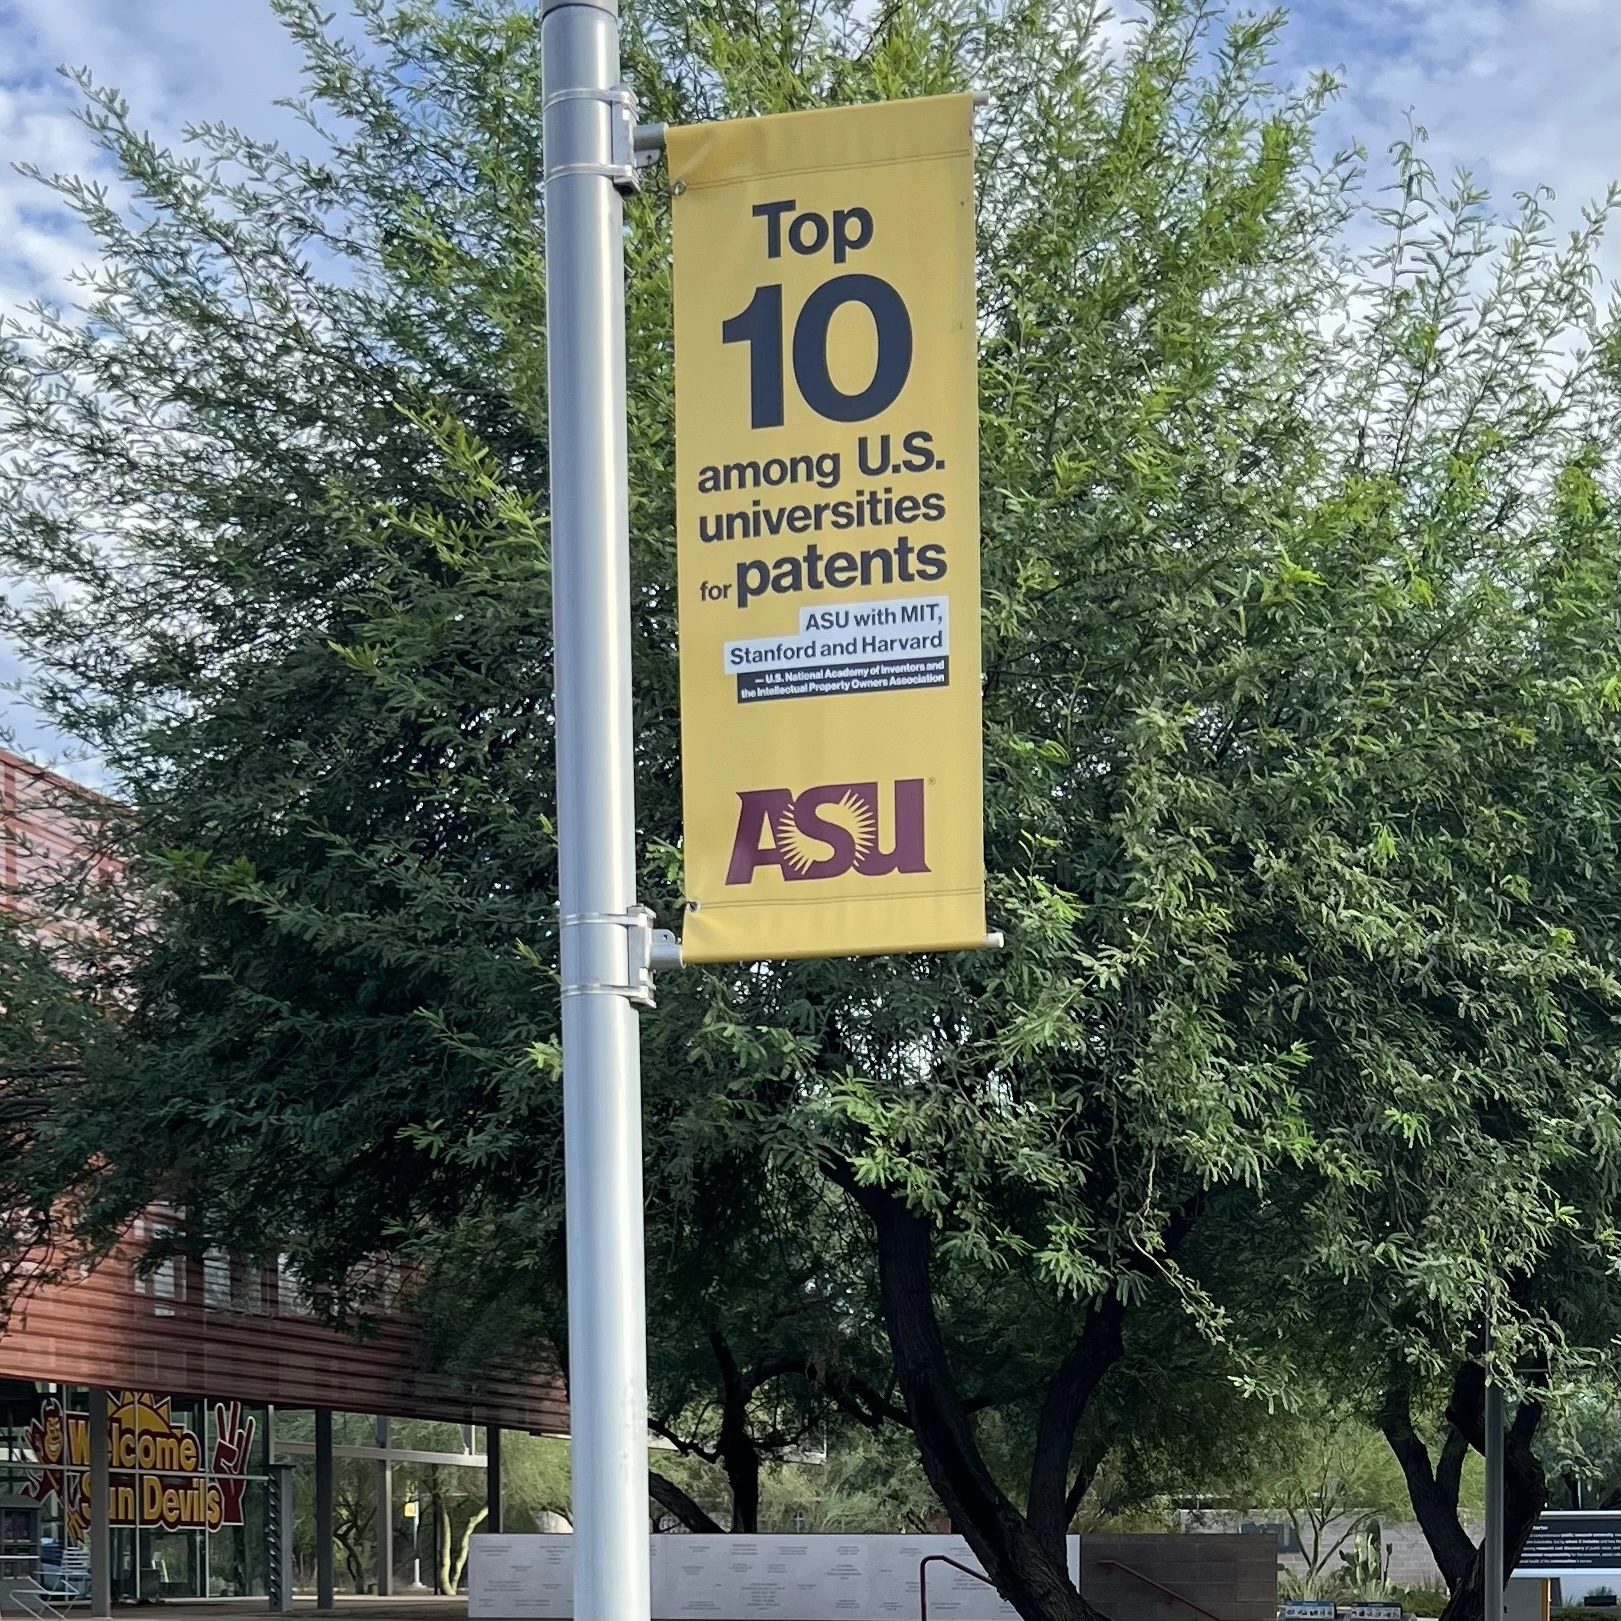 Top
10
among U.S.
universities
for patents
ASU with MIT,
Stanford and Harvard
— U.S. National Academy of Inventors and
the Intellectual Property Owners Association
ASU
Welcome
Sun Devils